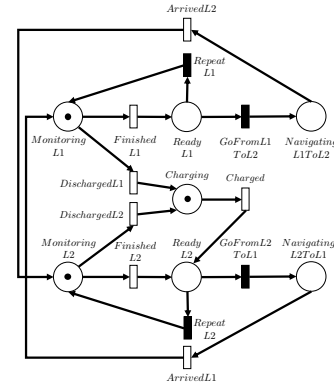 ArrivedL2
Repeat
L1
Monitoring
L1
Finished
L1
Ready
L1
GoFromL1
ToL2
Navigating
L1ToL2
DischargedL1
Charging
Charged
DischargedL2
Monitoring
L2
Finished
L2
Ready
L2
GoFromL2
ToL1
Navigating
L2ToL1
Repeat
L2
ArrivedL1